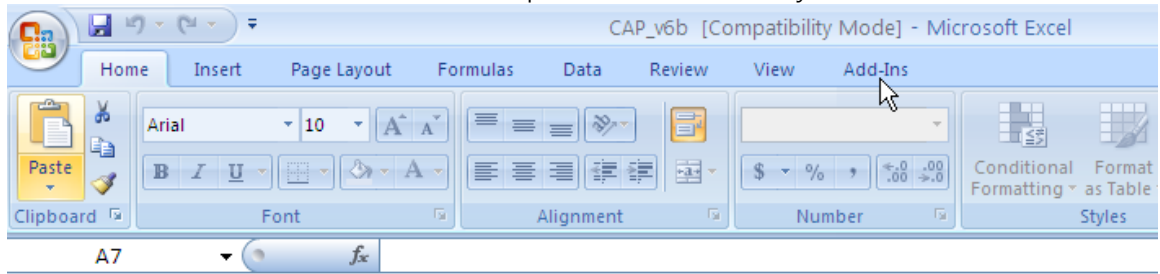 CAP_v6b [Compatibility Mode] - Microsoft Excel
Home Insert Page Layout Formulas Data Review View Add-Ins
Arial 10 A A
Paste B I U A $ % , .0 .00 .00 .0 Conditional Formatting Format as Table
Clipboard Font Alignment Number Styles
A7 fx